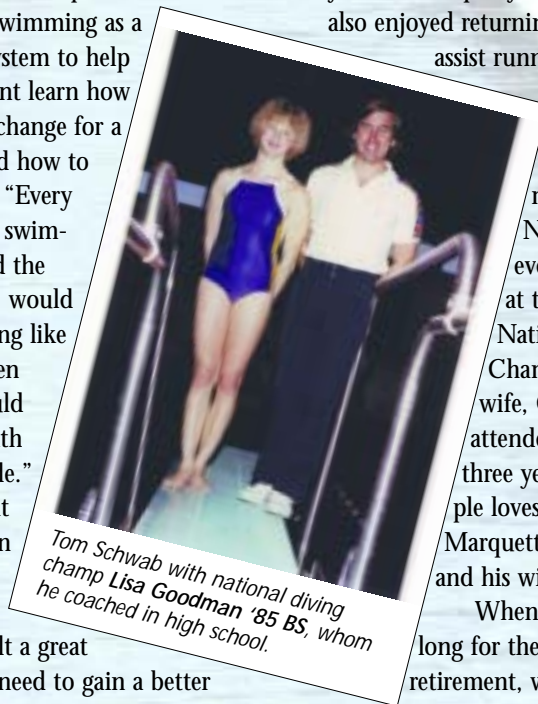 swimming as a
ystem to help
nt learn how
change for a
d how to
“Every
swim-
d the
would
ng like
en
uld
th
le.”
t
n
lt a great
need to gain a better
Tom Schwab with national diving
champ Lisa Goodman ‘85 BS, whom
he coached in high school.
also enjoyed returnin
assist runn
N
eve
at t
Nati
Cha
wife,
attende
three ye
ple loves
Marquett
and his wi
When
long for the
retirement,